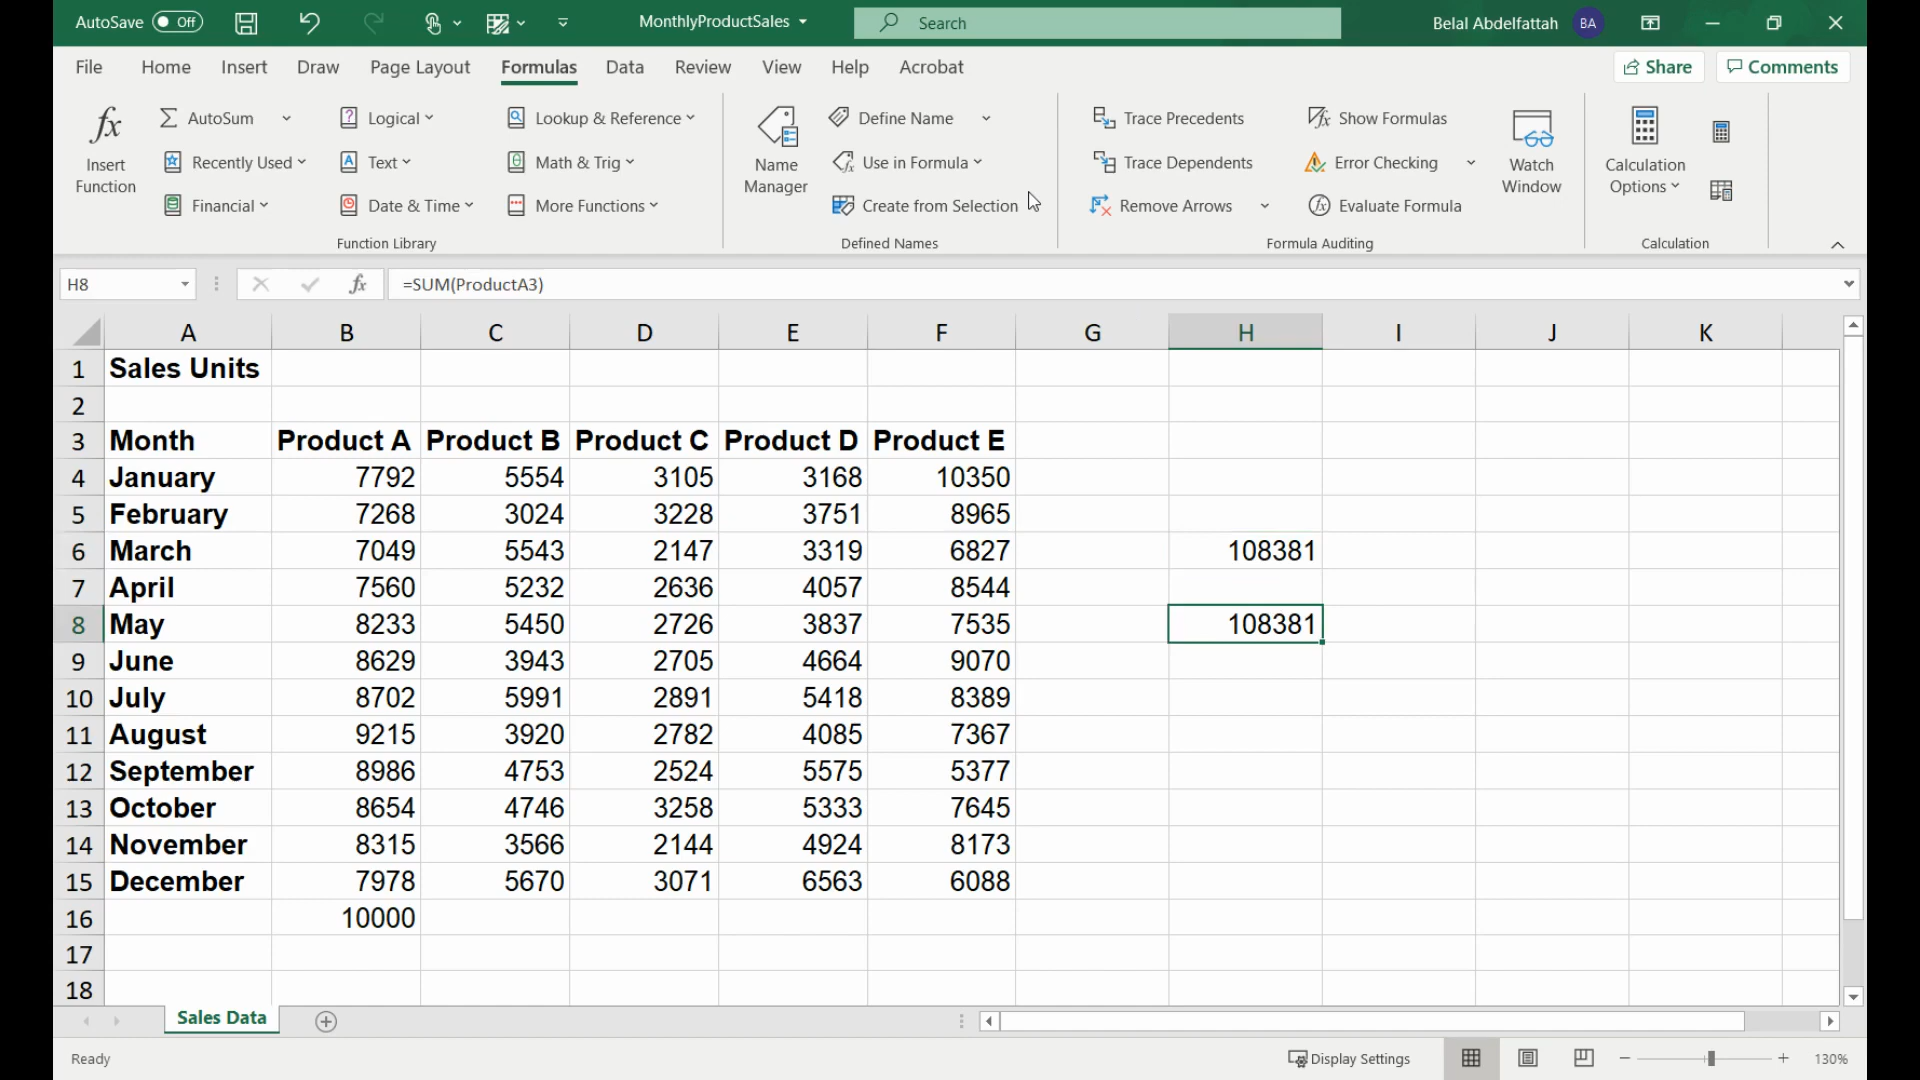 AutoSave Off MonthlyProductSales Search Belal Abdelfattah BA
File Home Insert Draw Page Layout Formulas Data Review View Help Acrobat Share Comments
fx AutoSum Logical Lookup & Reference Define Name Trace Precedents Show Formulas
Insert Function Recently Used Text Math & Trig Name Manager Use in Formula Trace Dependents Error Checking Watch Window Calculation Options
Financial Date & Time More Functions Create from Selection Remove Arrows Evaluate Formula
Function Library Defined Names Formula Auditing Calculation
H8 fx =SUM(ProductA3)
A B C D E F G H I J K
1 Sales Units
2
3 Month Product A Product B Product C Product D Product E
4 January 7792 5554 3105 3168 10350
5 February 7268 3024 3228 3751 8965
6 March 7049 5543 2147 3319 6827 108381
7 April 7560 5232 2636 4057 8544
8 May 8233 5450 2726 3837 7535 108381
9 June 8629 3943 2705 4664 9070
10 July 8702 5991 2891 5418 8389
11 August 9215 3920 2782 4085 7367
12 September 8986 4753 2524 5575 5377
13 October 8654 4746 3258 5333 7645
14 November 8315 3566 2144 4924 8173
15 December 7978 5670 3071 6563 6088
16 10000
17
18
Sales Data
Ready Display Settings 130%